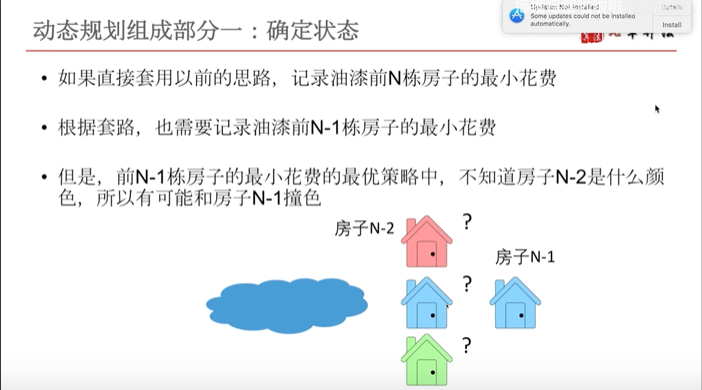 动态规划组成部分一：确定状态
Updates Not Installed
Some updates could not be installed
automatically.
Details
Install
• 如果直接套用以前的思路，记录油漆前N栋房子的最小花费
• 根据套路，也需要记录油漆前N-1栋房子的最小花费
• 但是，前N-1栋房子的最小花费的最优策略中，不知道房子N-2是什么颜
色，所以有可能和房子N-1撞色
房子N-2
?
房子N-1
?
?